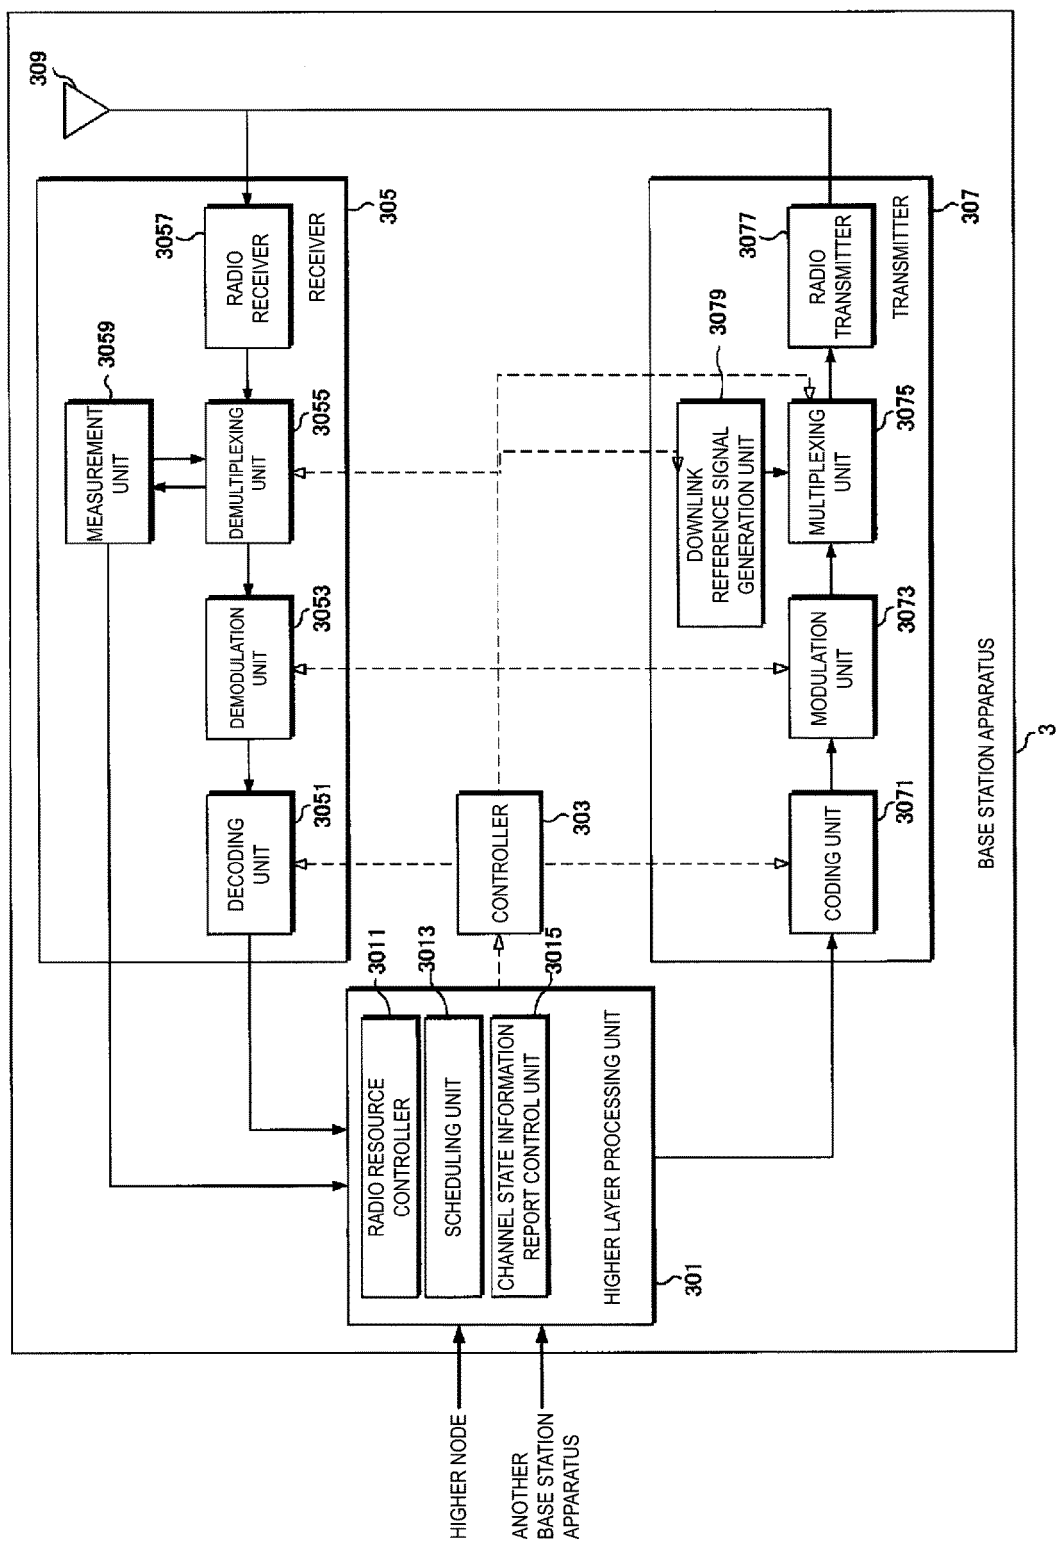 HIGHER NODE
ANOTHER
BASE STATION
APPARATUS
RADIO RESOURCE
CONTROLLER
3011
SCHEDULING UNIT
3013
CHANNEL STATE INFORMATION
REPORT CONTROL UNIT
3015
HIGHER LAYER PROCESSING UNIT
301
CONTROLLER
303
MEASUREMENT
UNIT
3059
DECODING
UNIT
3051
DEMODULATION
UNIT
3053
DEMULTIPLEXING
UNIT
3055
RADIO
RECEIVER
3057
RECEIVER
305
309
DOWNLINK
REFERENCE SIGNAL
GENERATION UNIT
3079
CODING UNIT
3071
MODULATION
UNIT
3073
MULTIPLEXING
UNIT
3075
RADIO
TRANSMITTER
3077
TRANSMITTER
307
BASE STATION APPARATUS
3